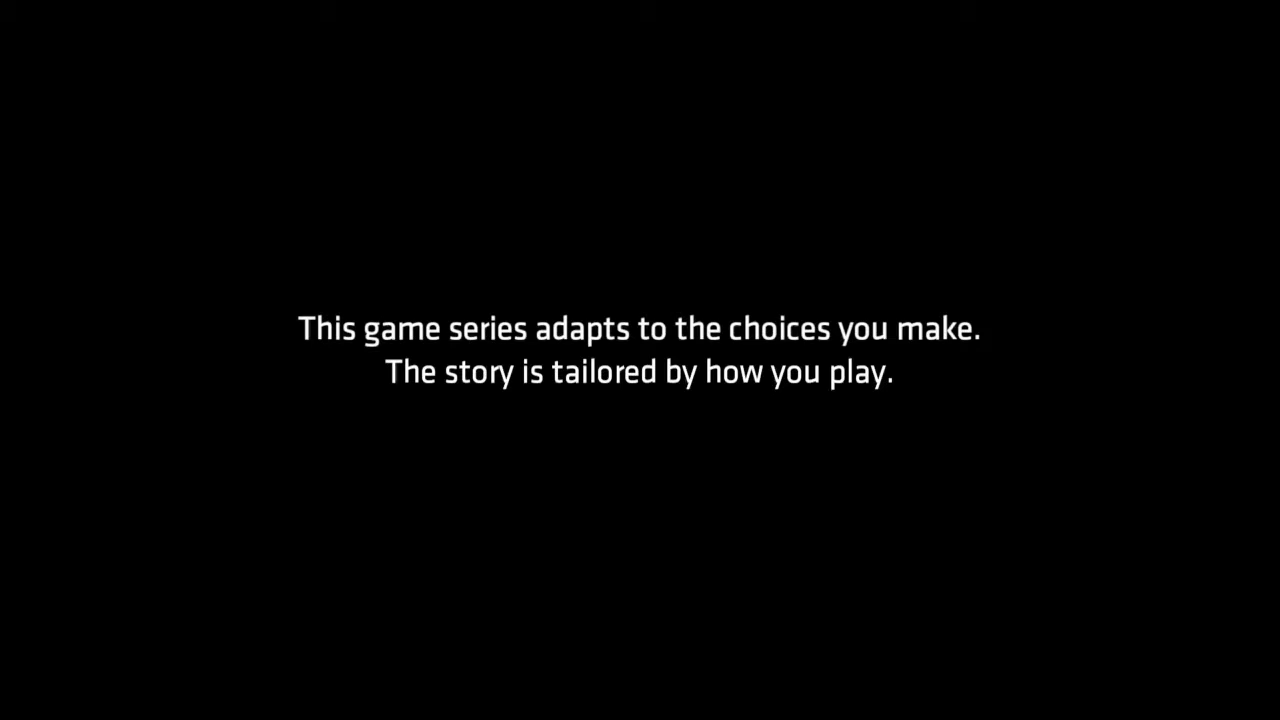 This game series adapts to the choices you make.
The story is tailored by how you play.